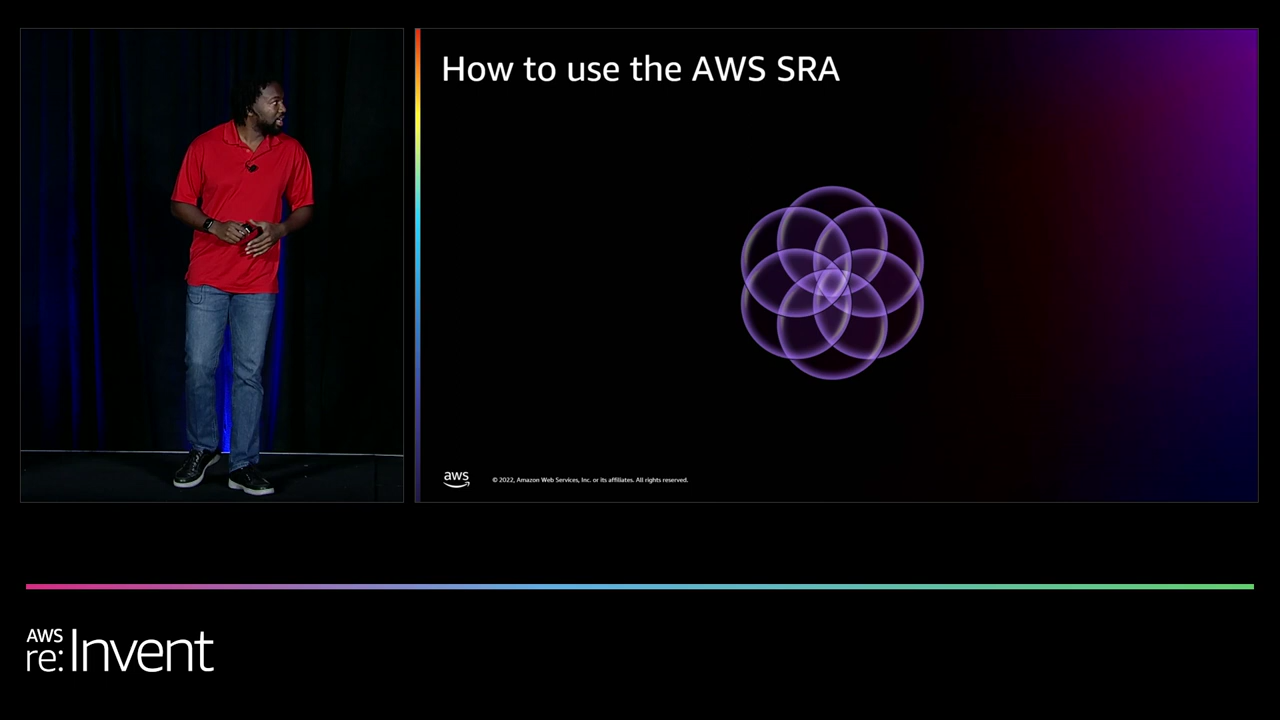 How to use the AWS SRA
aws
© 2022, Amazon Web Services, Inc. or its affiliates. All rights reserved.
AWS
re:Invent